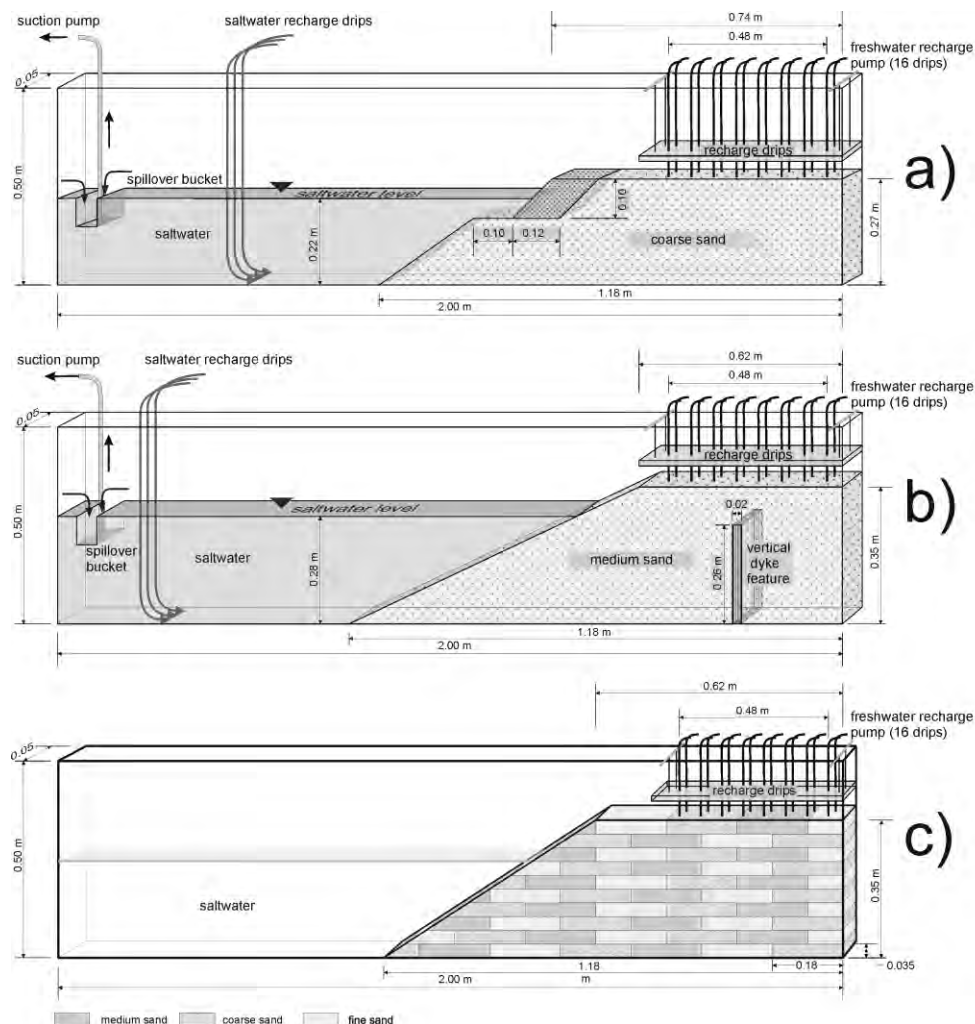 suction pump
saltwater recharge drips
0.74 m
0.48 m
freshwater recharge
pump (16 drips)
0.05
recharge drips
a)
0.50 m
spillover bucket
saltwater level
0.10
0.27 m
saltwater
0.22 m
0.10
0.12
coarse sand
1.18 m
2.00 m
b)
suction pump
saltwater recharge drips
0.62 m
0.48 m
freshwater recharge
pump (16 drips)
0.05
recharge drips
0.50 m
saltwater level
0.02
spillover
bucket
saltwater
0.28 m
medium sand
0.26 m
vertical
dyke
feature
0.35 m
1.18 m
2.00 m
0.62 m
0.48 m
freshwater recharge
pump (16 drips)
0.05
recharge drips
c)
0.50 m
saltwater
0.35 m
1.18
0.18
0.035
2.00 m
m
medium sand
coarse sand
fine sand